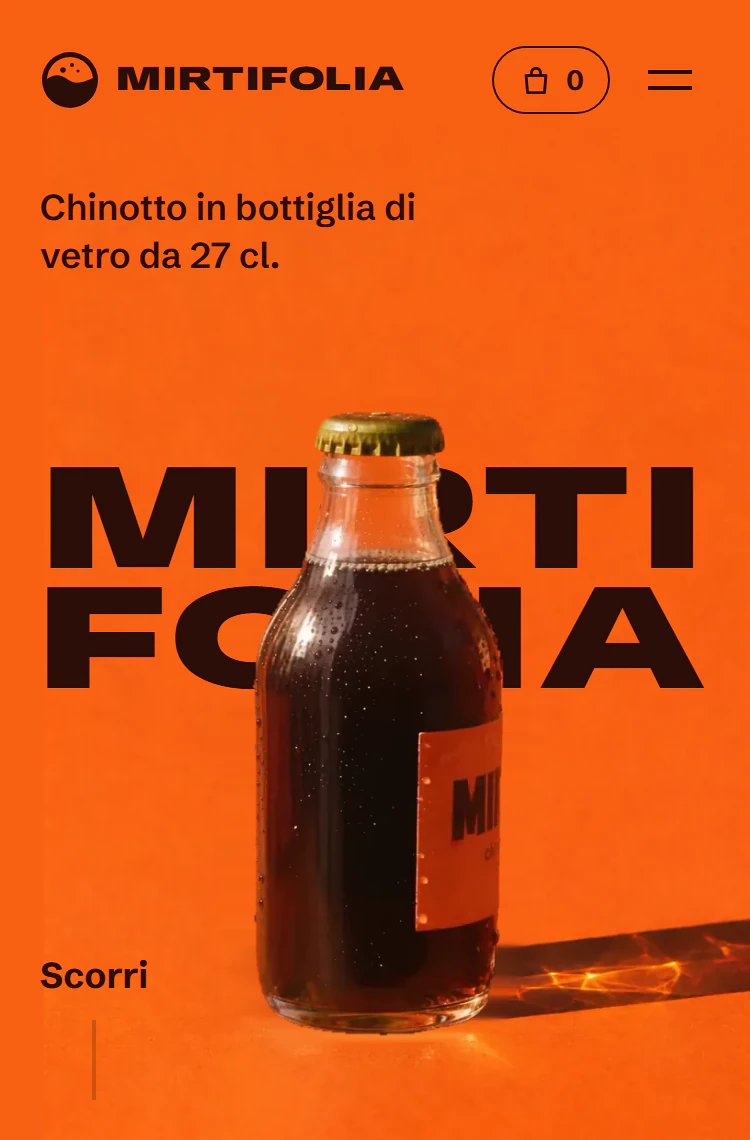 MIRTIFOLIA
0
Chinotto in bottiglia di
vetro da 27 cl.
MIRTI
FOLIA
Scorri